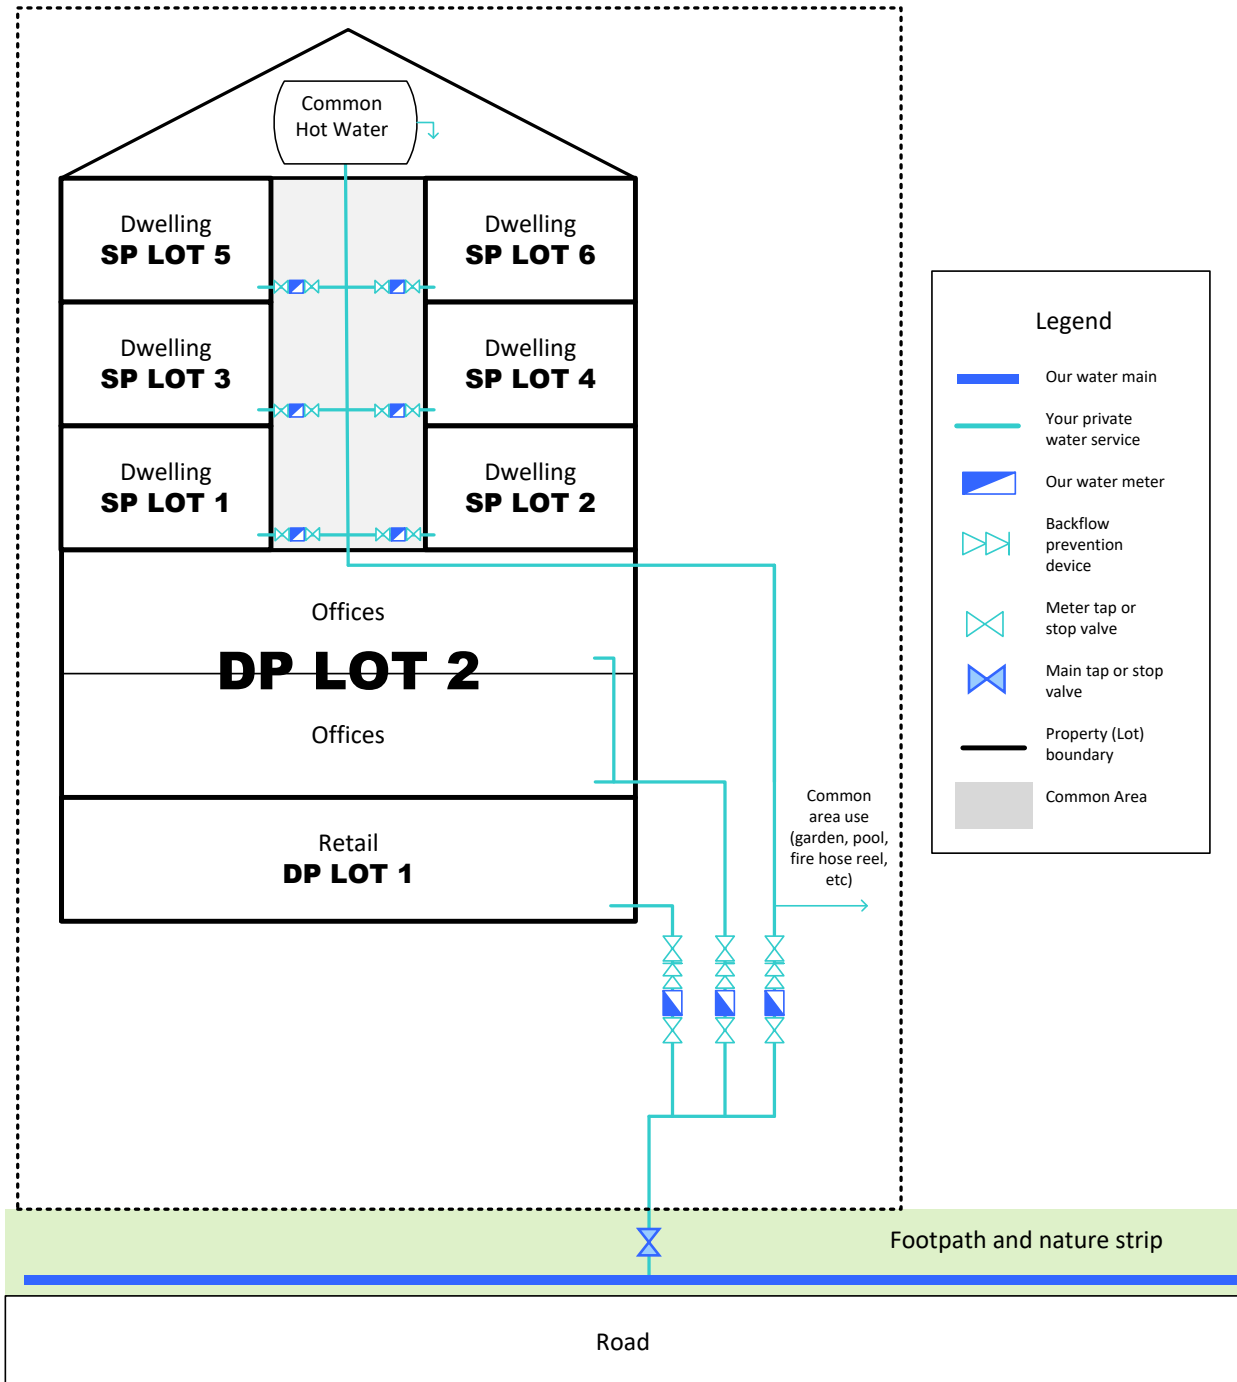 Common
Hot Water
Dwelling
SP LOT 5
Dwelling
SP LOT 6
Dwelling
SP LOT 3
Dwelling
SP LOT 4
Dwelling
SP LOT 1
Dwelling
SP LOT 2
Offices
DP LOT 2
Offices
Retail
DP LOT 1
Common
area use
(garden, pool,
fire hose reel,
etc)
Legend
Our water main
Your private
water service
Our water meter
Backflow
prevention
device
Meter tap or
stop valve
Main tap or stop
valve
Property (Lot)
boundary
Common Area
Footpath and nature strip
Road